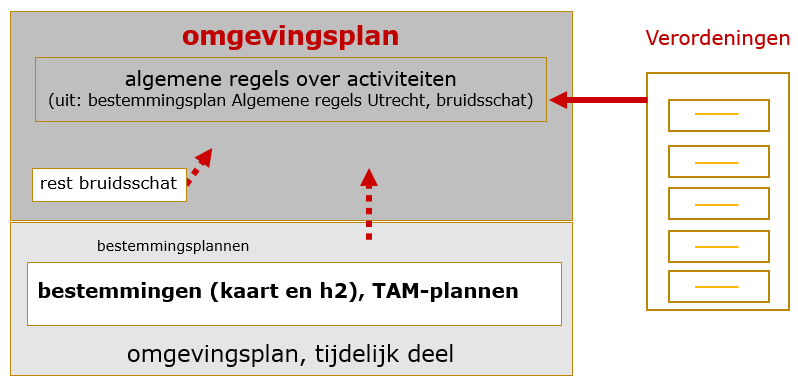 omgevingsplan
Verordeningen
algemene regels over activiteiten
(uit: bestemmingsplan Algemene regels Utrecht, bruidsschat)
rest bruidsschat
bestemmingsplannen
bestemmingen (kaart en h2), TAM-plannen
omgevingsplan, tijdelijk deel